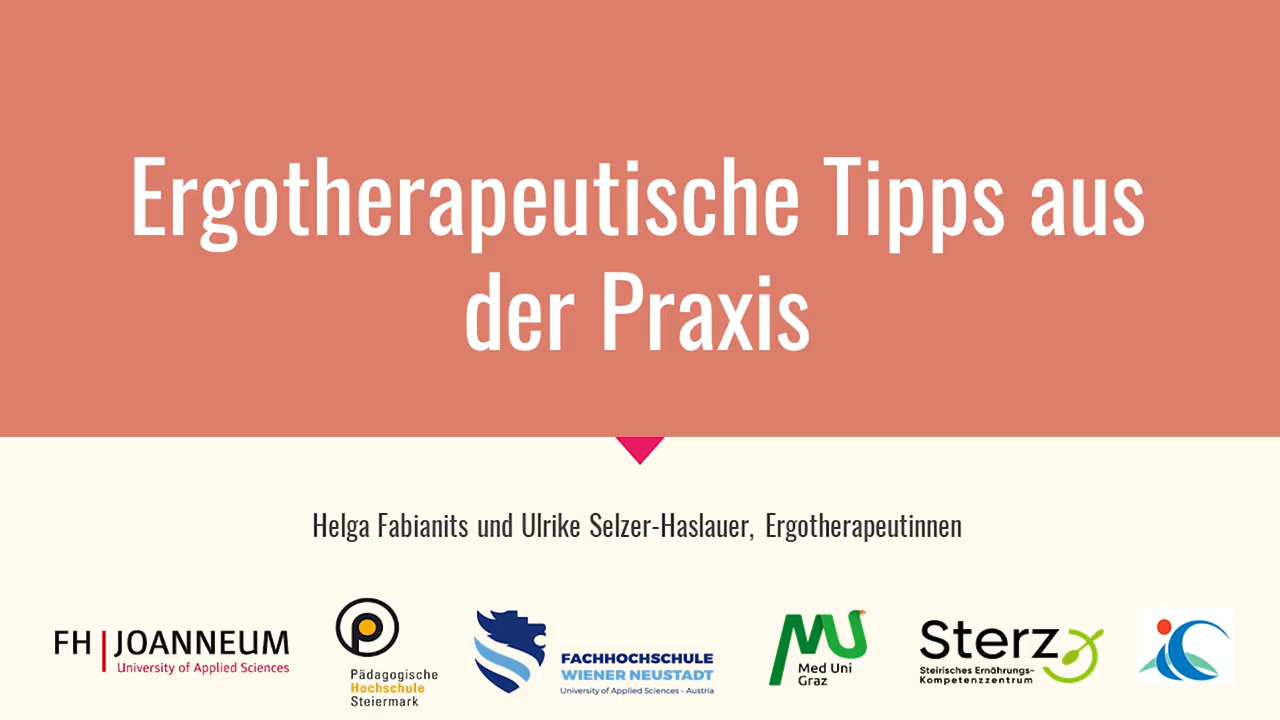 Ergotherapeutische Tipps aus
der Praxis
Helga Fabianits und Ulrike Selzer-Haslauer, Ergotherapeutinnen
FH JOANNEUM
University of Applied Sciences
Pädagogische
Hochschule
Steiermark
FACHHOCHSCHULE
WIENER NEUSTADT
University of Applied Sciences – Austria
MU
Med Uni
Graz
Sterz
Steirisches Ernährungs-
Kompetenzzentrum